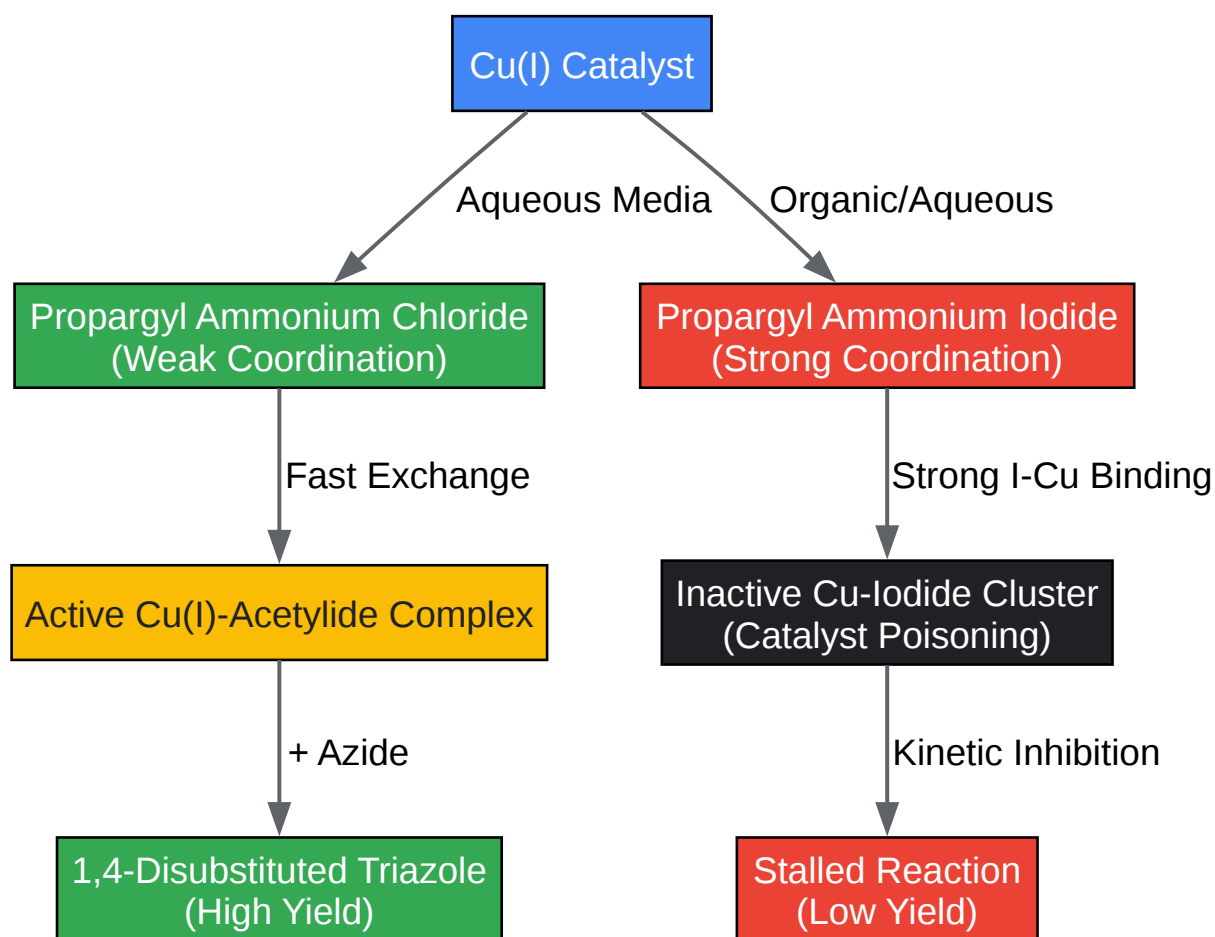 Cu(I) Catalyst
Aqueous Media
Organic/Aqueous
Propargyl Ammonium Chloride
(Weak Coordination)
Propargyl Ammonium Iodide
(Strong Coordination)
Fast Exchange
Strong I-Cu Binding
Active Cu(I)-Acetylide Complex
Inactive Cu-Iodide Cluster
(Catalyst Poisoning)
+ Azide
Kinetic Inhibition
1,4-Disubstituted Triazole
(High Yield)
Stalled Reaction
(Low Yield)